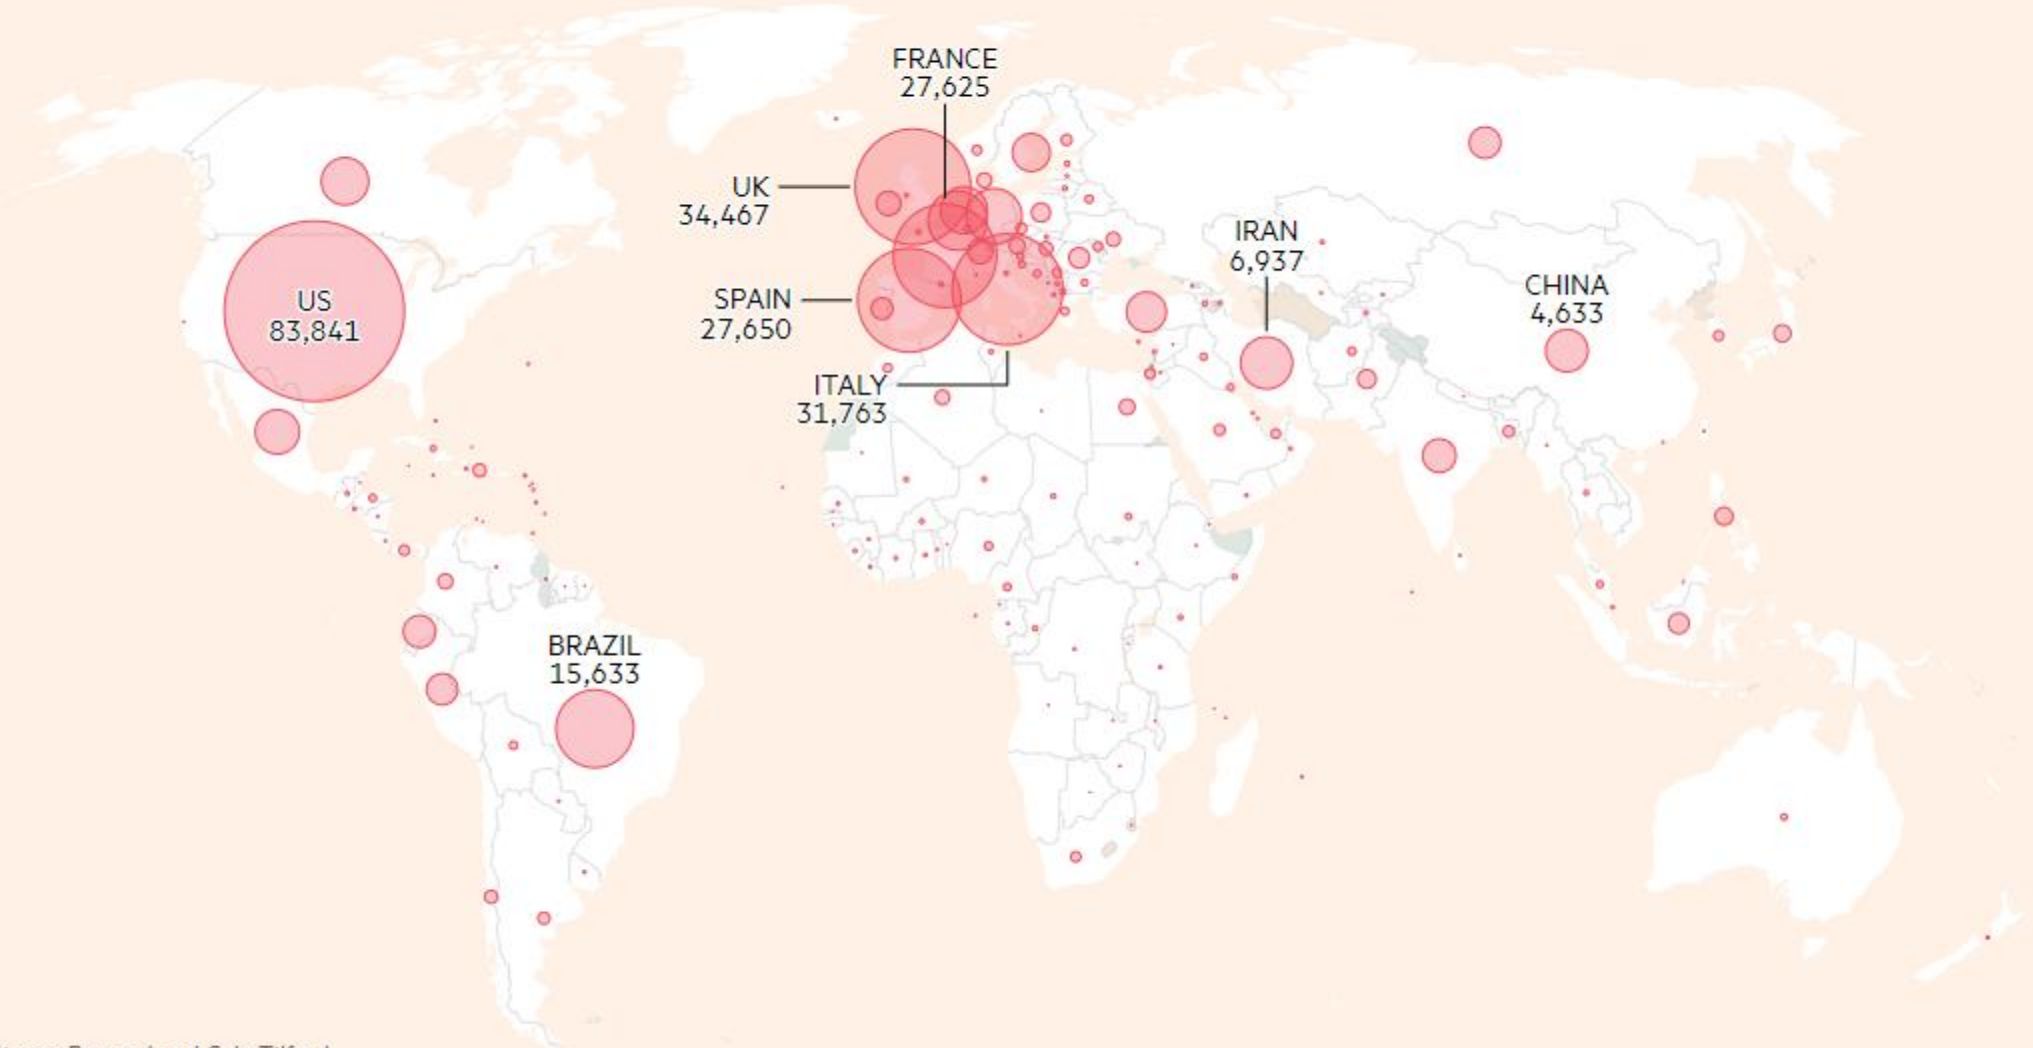 FRANCE
27,625
UK
34,467
IRAN
6,937
CHINA
4,633
US
83,841
SPAIN
27,650
ITALY
31,763
BRAZIL
15,633